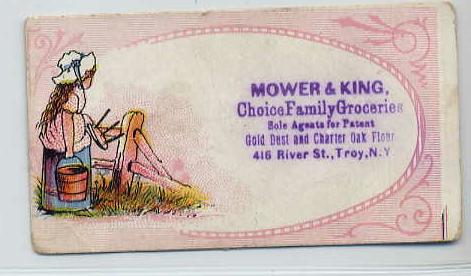 MOWER & KING,
Choice Family Groceries
Sole Agents for Patent
Gold Dust and Charter Oak Flour
416 River St., Troy, N.Y.